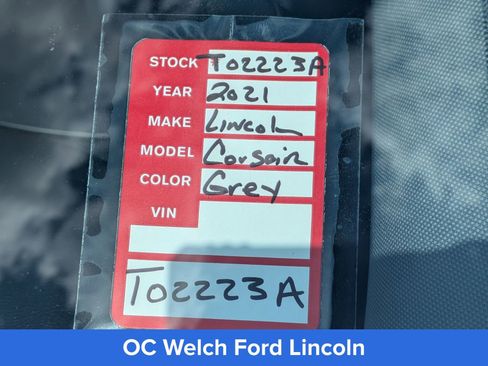 STOCK T02223A
YEAR 2021
MAKE Lincoln
MODEL Corsair
COLOR Grey
VIN
T02223A
OC Welch Ford Lincoln